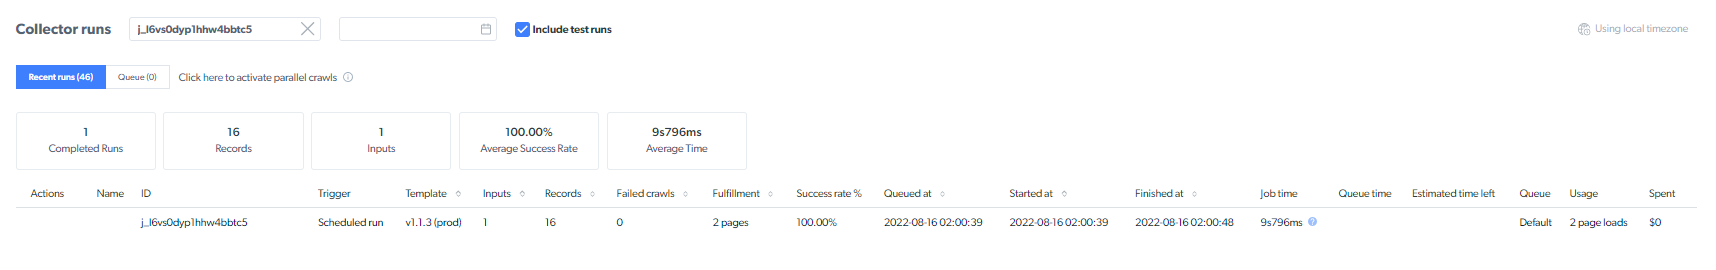 Collector runs j_l6vs0dyp1hhw4bbtc5 Include test runs Using local timezone
Recent runs (46) Queue (0) Click here to activate parallel crawls
1 16 1 100.00% 9s796ms
Completed Runs Records Inputs Average Success Rate Average Time
Actions Name ID Trigger Template Inputs Records Failed crawls Fulfillment Success rate % Queued at Started at Finished at Job time Queue time Estimated time left Queue Usage Spent
j_l6vs0dyp1hhw4bbtc5 Scheduled run v1.1.3 (prod) 1 16 0 2 pages 100.00% 2022-08-16 02:00:39 2022-08-16 02:00:39 2022-08-16 02:00:48 9s796ms Default 2 page loads $0